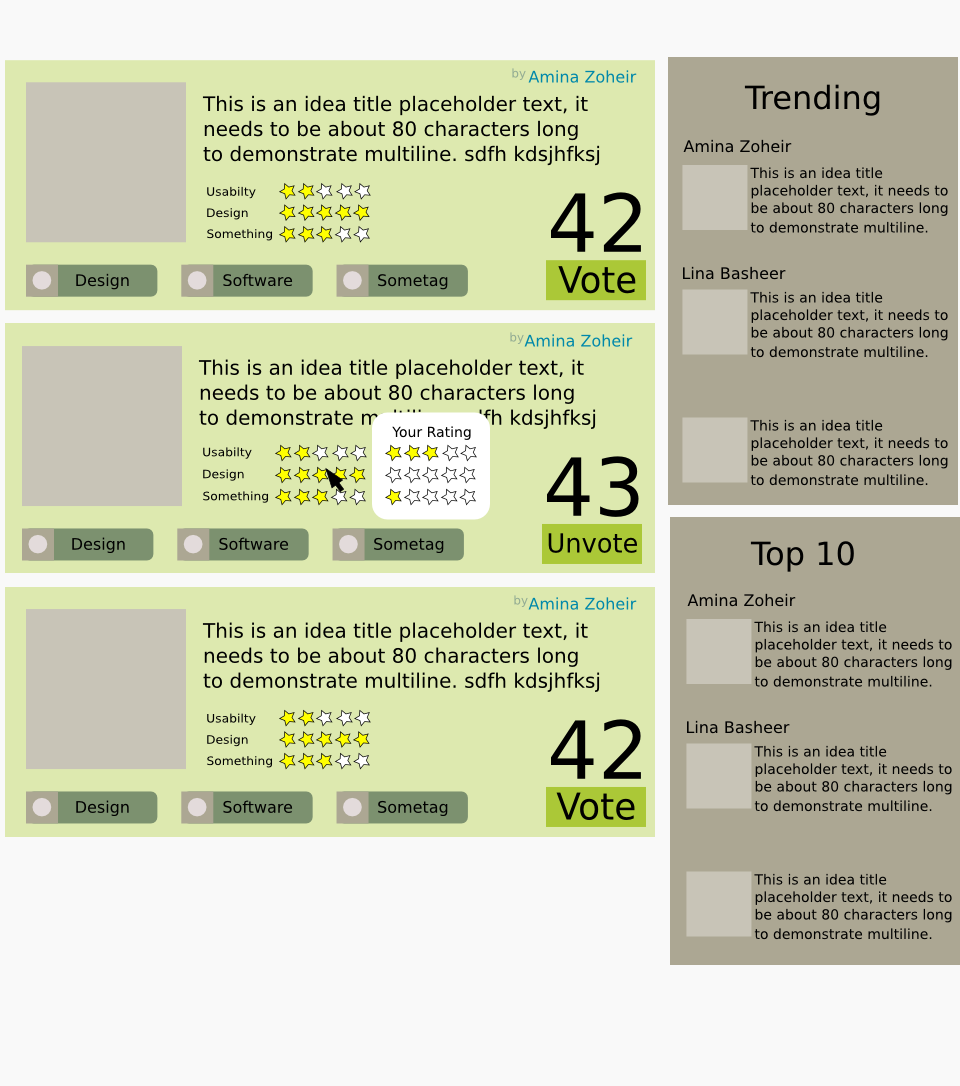 by Amina Zoheir
This is an idea title placeholder text, it
needs to be about 80 characters long
to demonstrate multiline. sdfh kdsjhfksj
Usabilty
Design
Something
42
Vote
Design Software Sometag
by Amina Zoheir
This is an idea title placeholder text, it
needs to be about 80 characters long
to demonstrate kdsjhfksj
Your Rating
Usabilty
Design
Something
43
Unvote
Design Software Sometag
by Amina Zoheir
This is an idea title placeholder text, it
needs to be about 80 characters long
to demonstrate multiline. sdfh kdsjhfksj
Usabilty
Design
Something
42
Vote
Design Software Sometag
Trending
Amina Zoheir
This is an idea title
placeholder text, it needs to
be about 80 characters long
to demonstrate multiline.
Lina Basheer
This is an idea title
placeholder text, it needs to
be about 80 characters long
to demonstrate multiline.
This is an idea title
placeholder text, it needs to
be about 80 characters long
to demonstrate multiline.
Top 10
Amina Zoheir
This is an idea title
placeholder text, it needs to
be about 80 characters long
to demonstrate multiline.
Lina Basheer
This is an idea title
placeholder text, it needs to
be about 80 characters long
to demonstrate multiline.
This is an idea title
placeholder text, it needs to
be about 80 characters long
to demonstrate multiline.